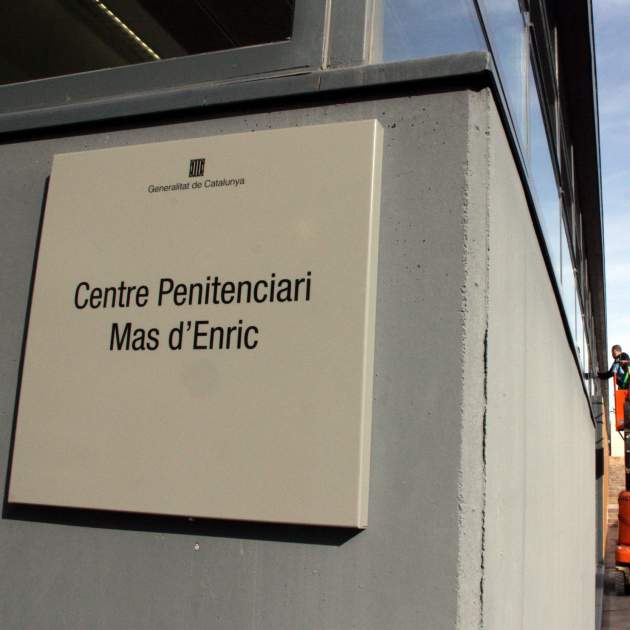 Generalitat de Catalunya
Centre Penitenciari
Mas d'Enric